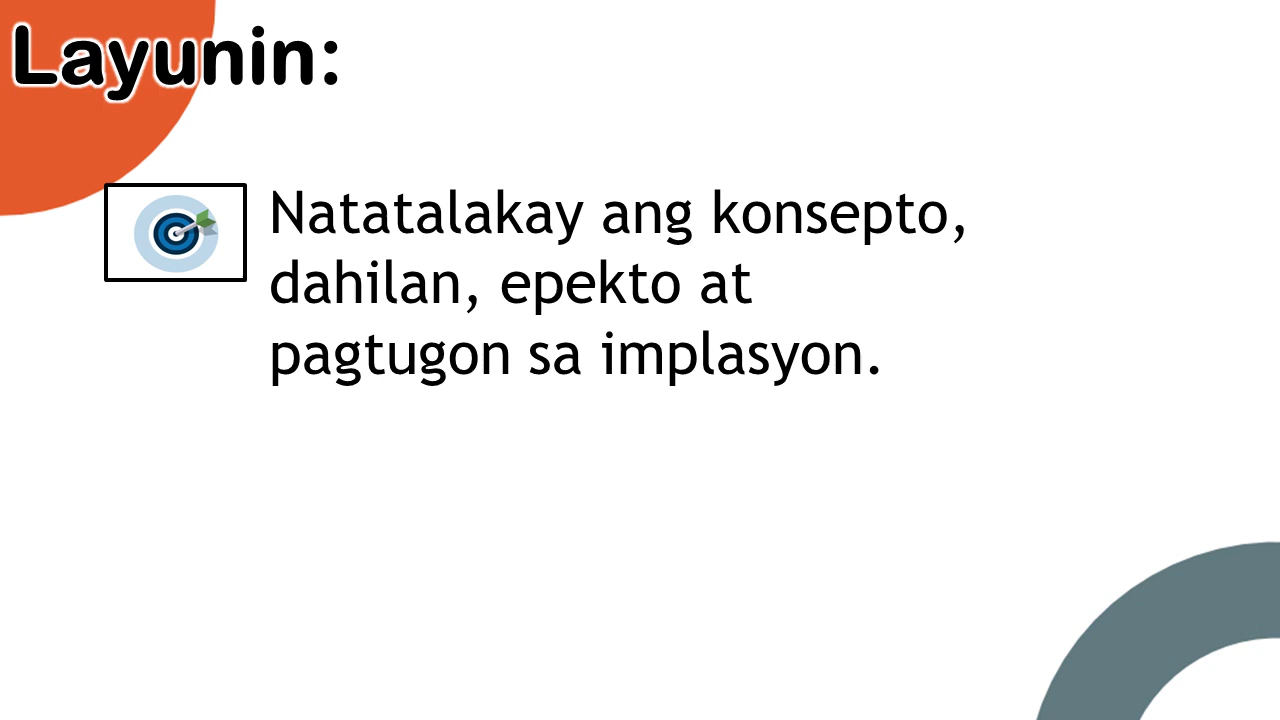 Layunin:
Natatalakay ang konsepto,
dahilan, epekto at
pagtugon sa implasyon.